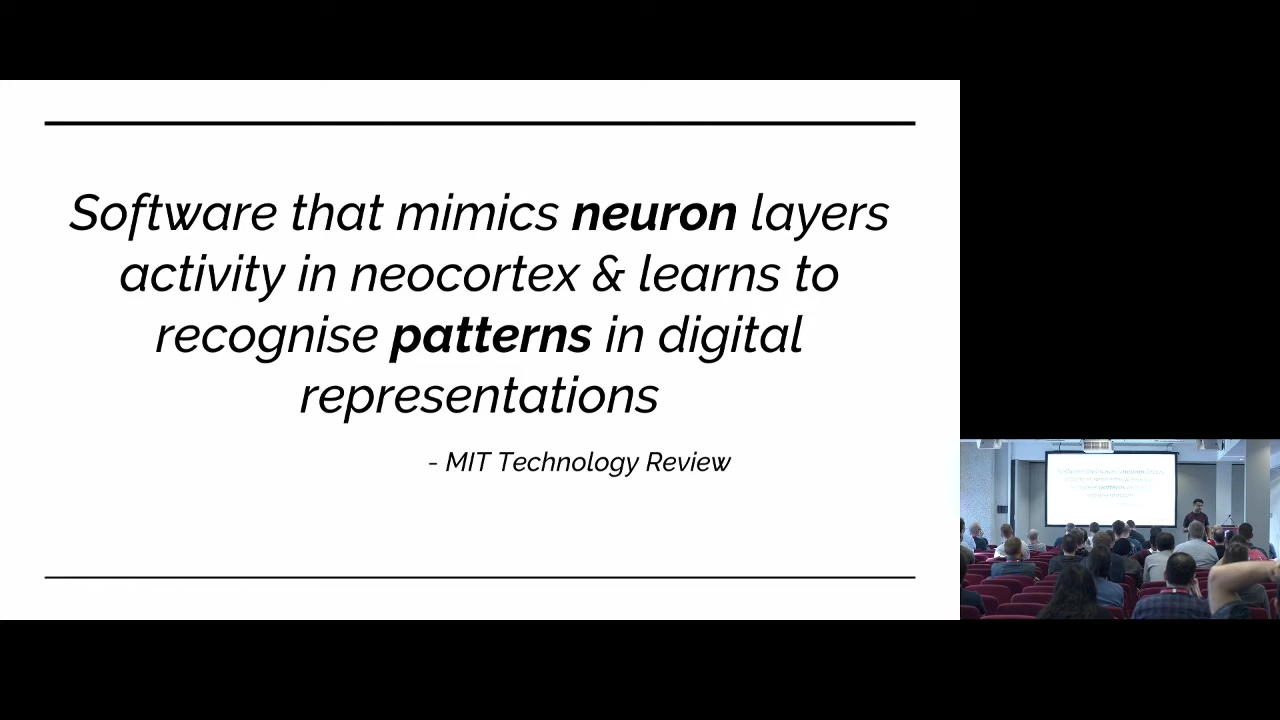 Software that mimics neuron layers
activity in neocortex & learns to
recognise patterns in digital
representations
- MIT Technology Review